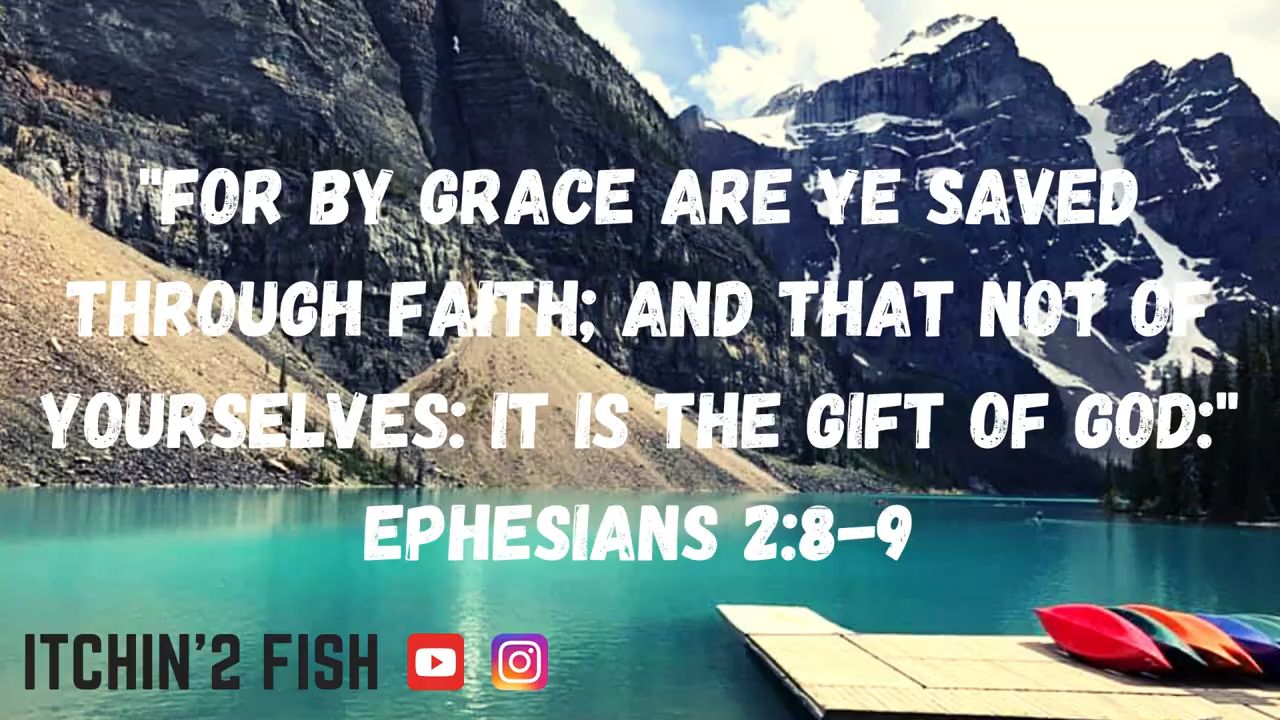 "FOR BY GRACE ARE YE SAVED
THROUGH FAITH; AND THAT NOT OF
YOURSELVES: IT IS THE GIFT OF GOD:"
EPHESIANS 2:8-9
ITCHIN'2 FISH